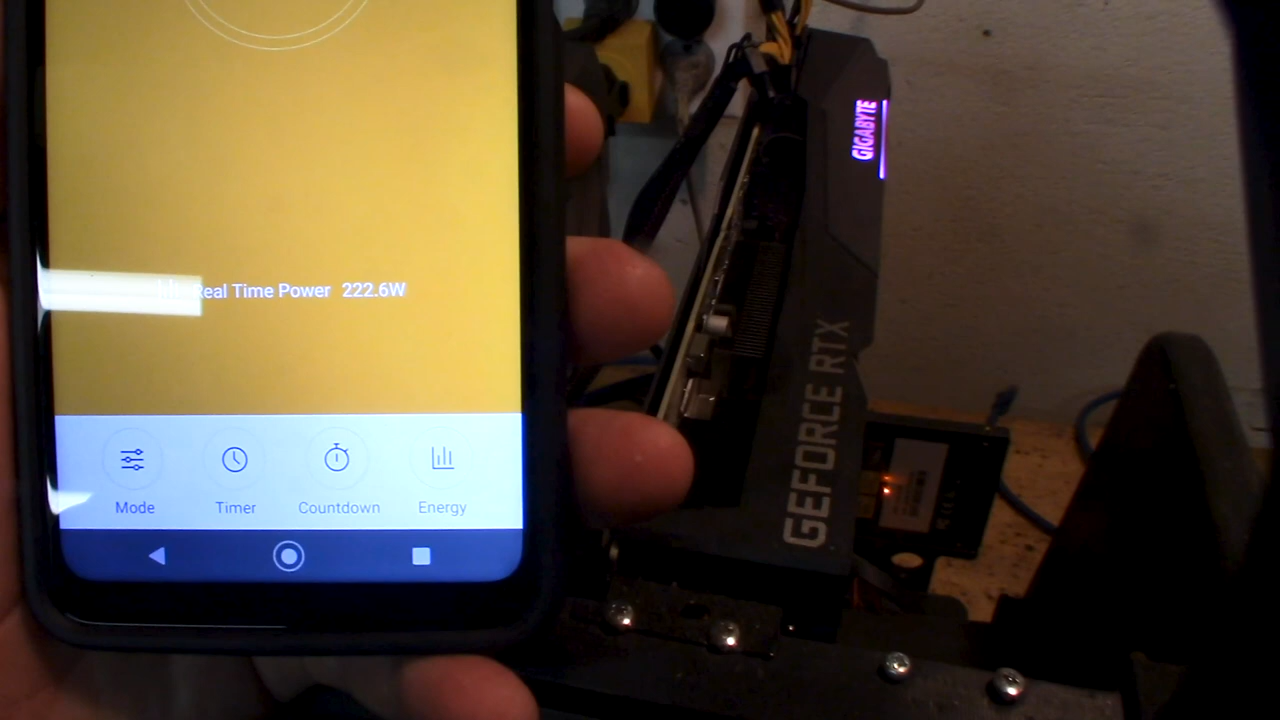 GIGABYTE
Real Time Power 222.6W
GEFORCE RTX
Mode Timer Countdown Energy